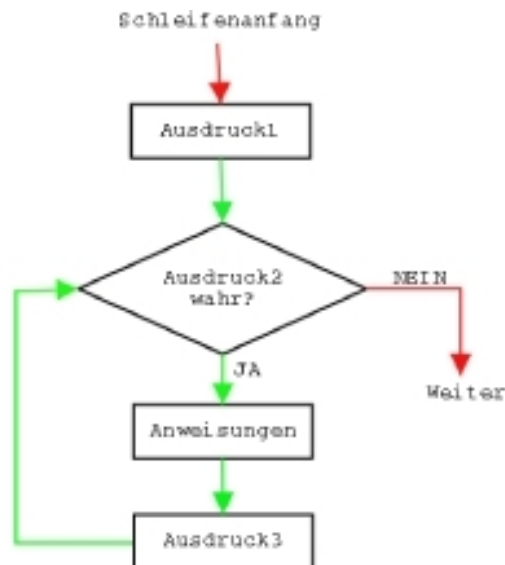 Schleifenanfang
Ausdruck1
Ausdruck2
wahr?
NEIN
JA
Weiter
Anweisungen
Ausdruck3